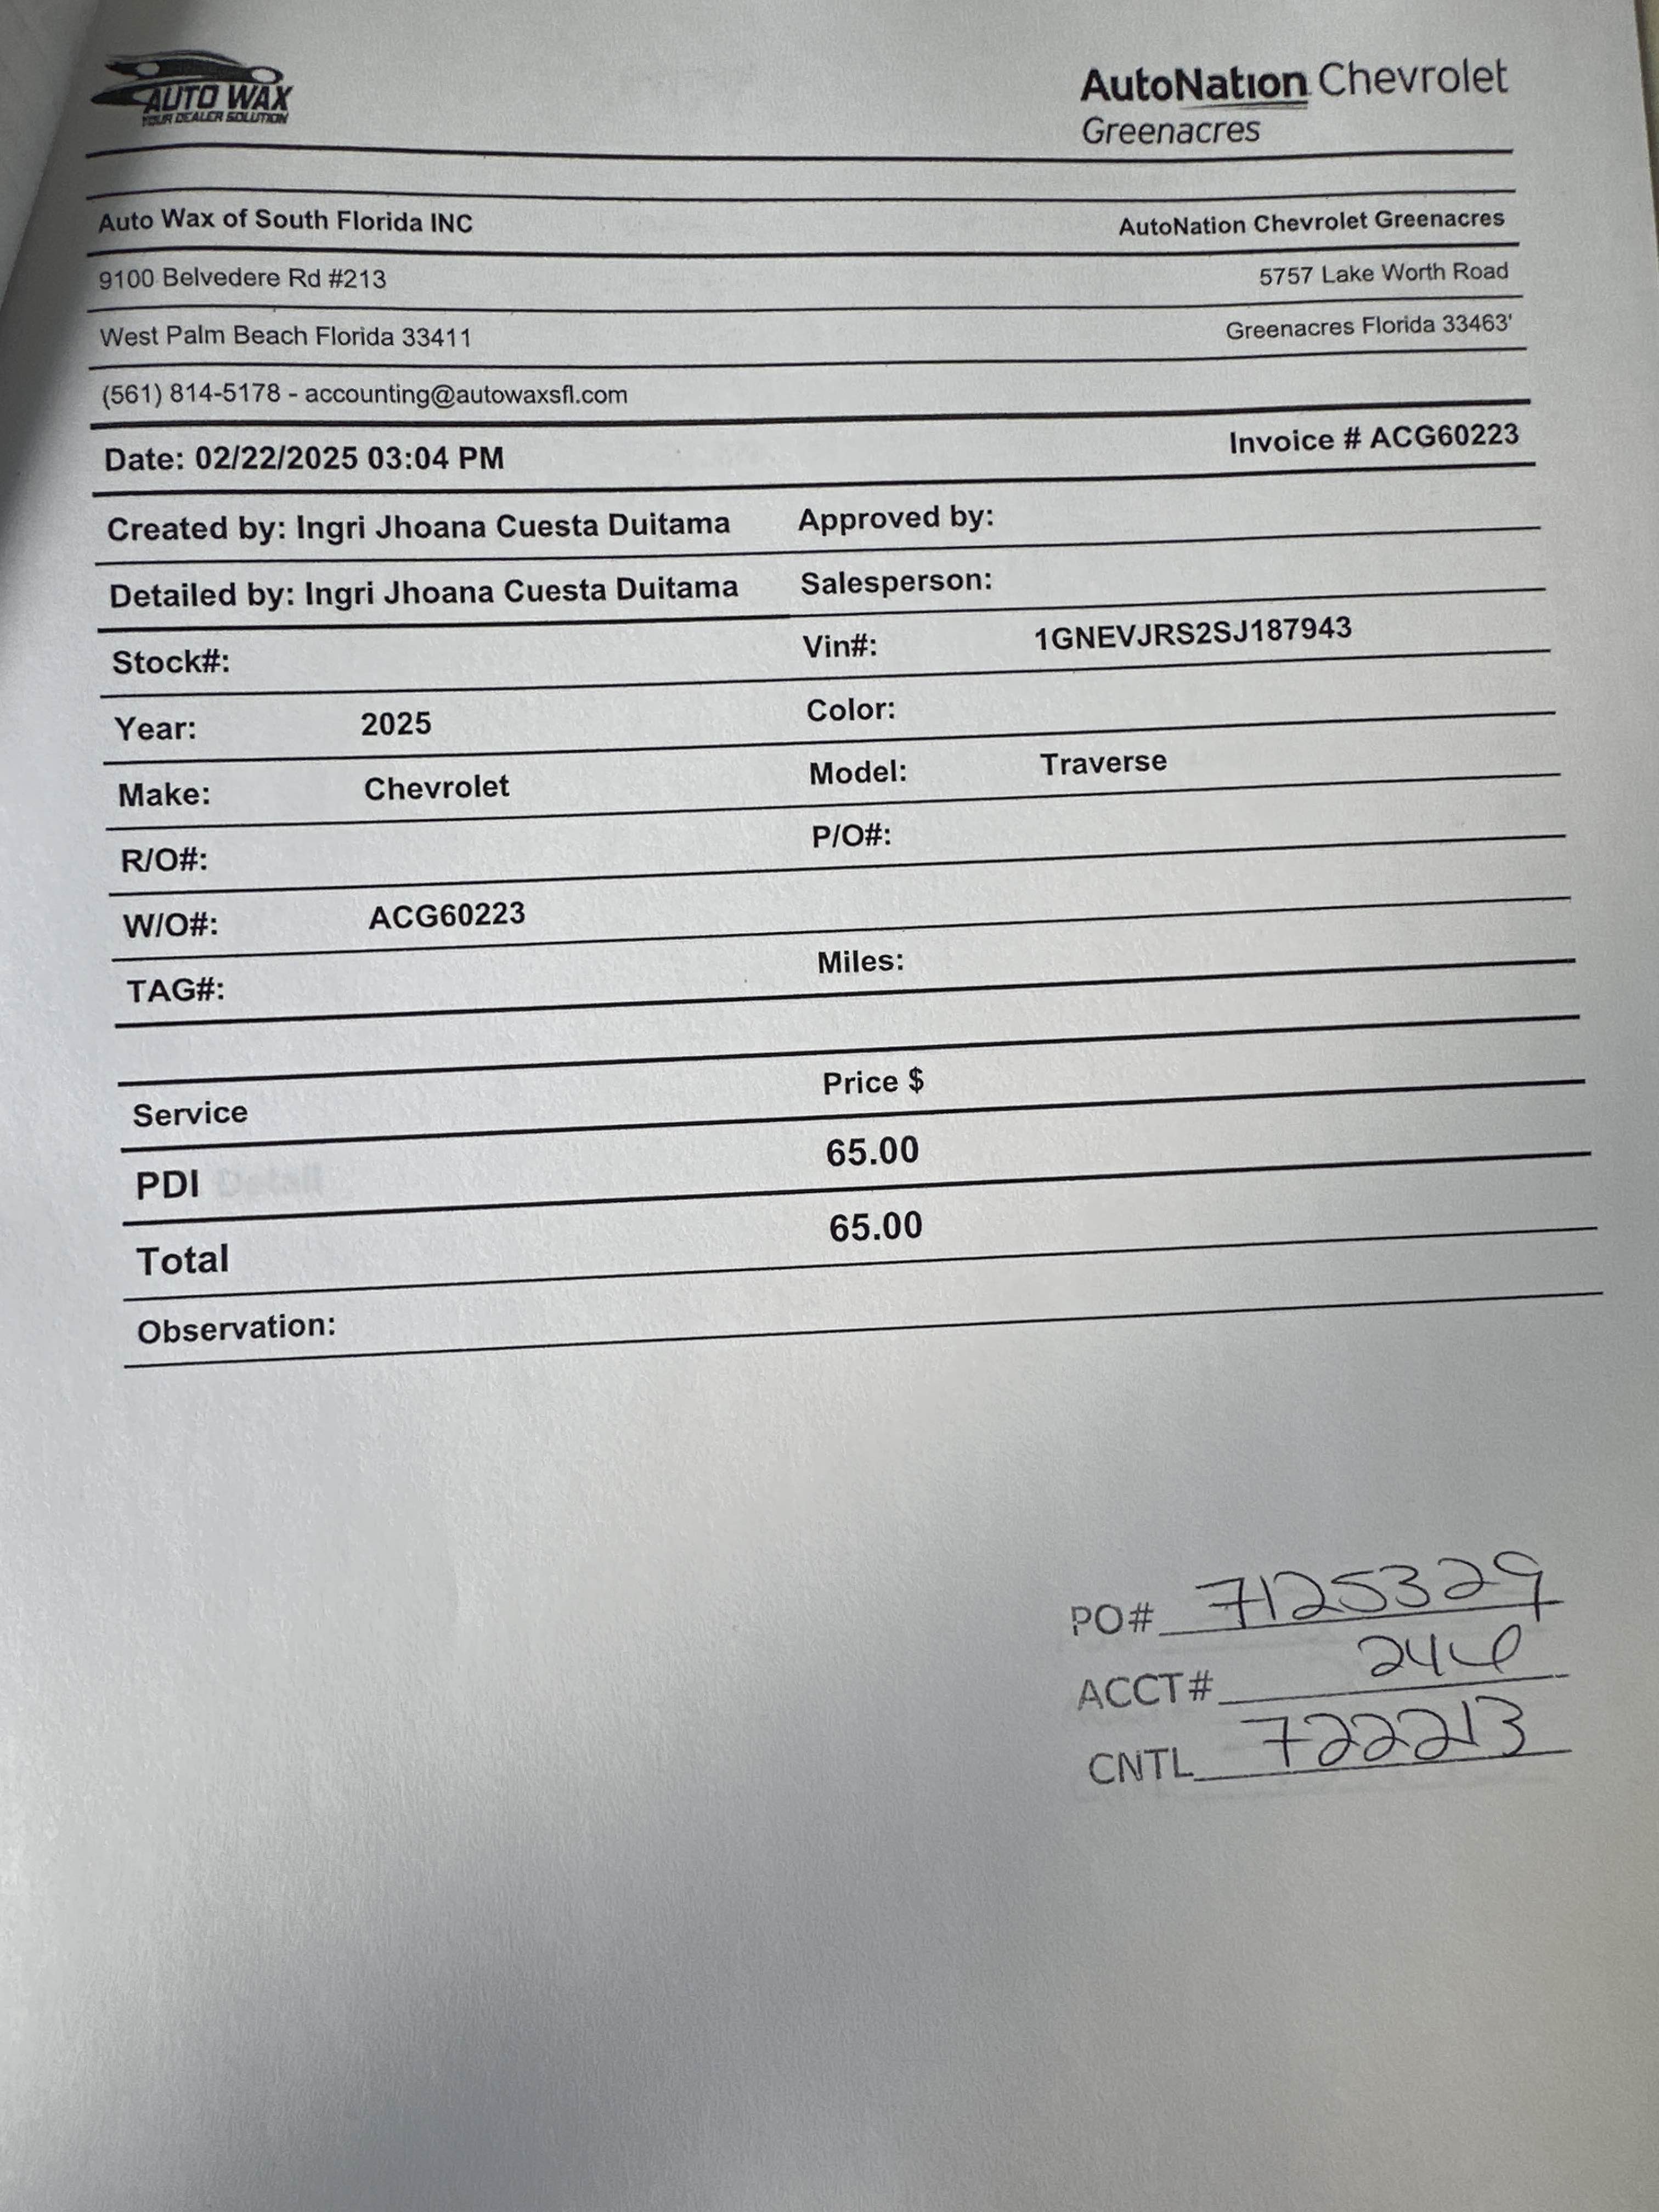 AUTO WAX
YOUR DEALER SOLUTION
AutoNation Chevrolet
Greenacres
Auto Wax of South Florida INC
AutoNation Chevrolet Greenacres
9100 Belvedere Rd #213
5757 Lake Worth Road
West Palm Beach Florida 33411
Greenacres Florida 33463'
(561) 814-5178 - accounting@autowaxsfl.com
Date: 02/22/2025 03:04 PM
Invoice # ACG60223
Created by: Ingri Jhoana Cuesta Duitama Approved by:
Detailed by: Ingri Jhoana Cuesta Duitama Salesperson:
Stock#: Vin#: 1GNEVJRS2SJ187943
Year: 2025 Color:
Make: Chevrolet Model: Traverse
R/O#: P/O#:
W/O#: ACG60223
TAG#: Miles:
Service Price $
PDI Detail 65.00
Total 65.00
Observation:
PO# 7125329
ACCT# 246
CNTL 722213